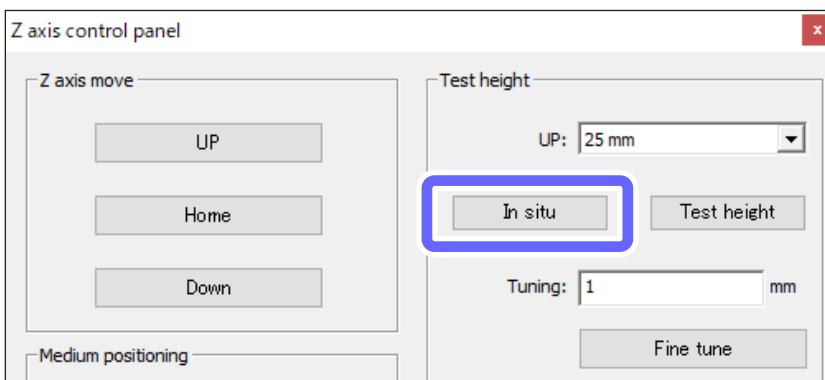 Z axis control panel
x
Z axis move
UP
Home
Down
Medium positioning
Test height
UP: 25 mm
In situ
Test height
Tuning: 1 mm
Fine tune